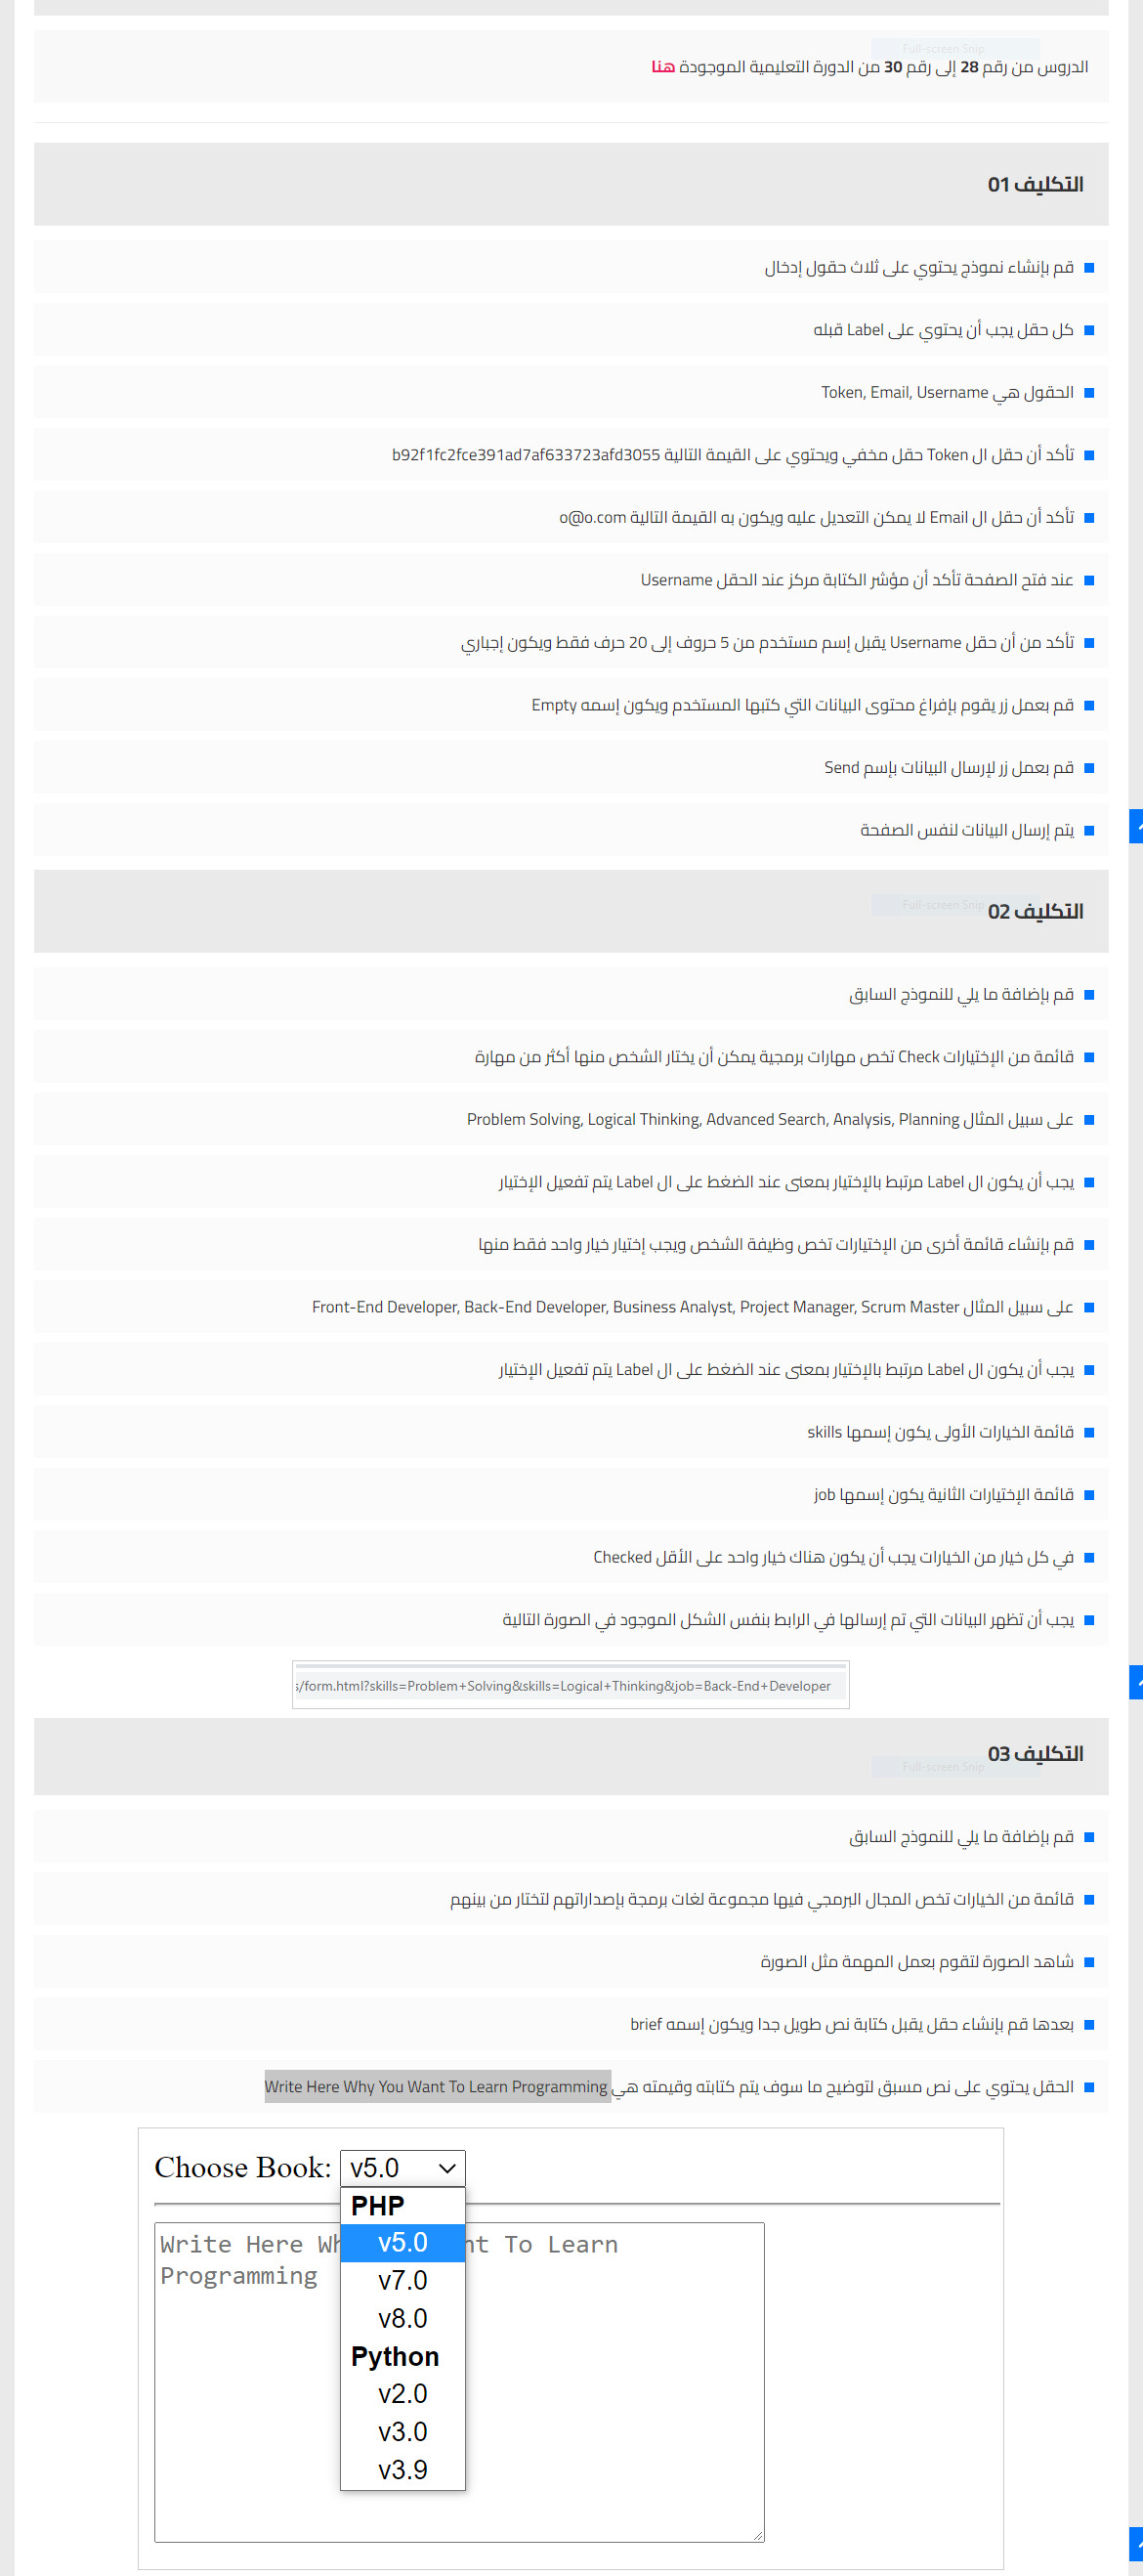 Full-screen Snip
الدروس من رقم 28 إلى رقم 30 من الدورة التعليمية الموجودة هنا
التكليف 01
قم بإنشاء نموذج يحتوي على ثلاث حقول إدخال
كل حقل يجب أن يحتوي على Label قبله
الحقول هي Token, Email, Username
تأكد أن حقل ال Token حقل مخفي ويحتوي على القيمة التالية b92f1fc2fce391ad7af633723afd3055
تأكد أن حقل ال Email لا يمكن التعديل عليه ويكون به القيمة التالية o@o.com
عند فتح الصفحة تأكد أن مؤشر الكتابة مركز عند الحقل Username
تأكد من أن حقل Username يقبل إسم مستخدم من 5 حروف إلى 20 حرف فقط ويكون إجباري
قم بعمل زر يقوم بإفراغ محتوى البيانات التي كتبها المستخدم ويكون إسمه Empty
قم بعمل زر لإرسال البيانات بإسم Send
يتم إرسال البيانات لنفس الصفحة
Full-screen Snip
التكليف 02
قم بإضافة ما يلي للنموذج السابق
قائمة من الإختيارات Check تخص مهارات برمجية يمكن أن يختار الشخص منها أكثر من مهارة
على سبيل المثال Problem Solving, Logical Thinking, Advanced Search, Analysis, Planning
يجب أن يكون ال Label مرتبط بالإختيار بمعنى عند الضغط على ال Label يتم تفعيل الإختيار
قم بإنشاء قائمة أخرى من الإختيارات تخص وظيفة الشخص ويجب إختيار خيار واحد فقط منها
على سبيل المثال Front-End Developer, Back-End Developer, Business Analyst, Project Manager, Scrum Master
يجب أن يكون ال Label مرتبط بالإختيار بمعنى عند الضغط على ال Label يتم تفعيل الإختيار
قائمة الخيارات الأولى يكون إسمها skills
قائمة الإختيارات الثانية يكون إسمها job
في كل خيار من الخيارات يجب أن يكون هناك خيار واحد على الأقل Checked
يجب أن تظهر البيانات التي تم إرسالها في الرابط بنفس الشكل الموجود في الصورة التالية
s/form.html?skills=Problem+Solving&skills=Logical+Thinking&job=Back-End+Developer
التكليف 03
Full-screen Snip
قم بإضافة ما يلي للنموذج السابق
قائمة من الخيارات تخص المجال البرمجي فيها مجموعة لغات برمجة بإصداراتهم لتختار من بينهم
شاهد الصورة لتقوم بعمل المهمة مثل الصورة
بعدها قم بإنشاء حقل يقبل كتابة نص طويل جدا ويكون إسمه brief
الحقل يحتوي على نص مسبق لتوضيح ما سوف يتم كتابته وقيمته هي Write Here Why You Want To Learn Programming
Choose Book: v5.0
PHP
v5.0
v7.0
v8.0
Python
v2.0
v3.0
v3.9
Write Here Wh nt To Learn
Programming